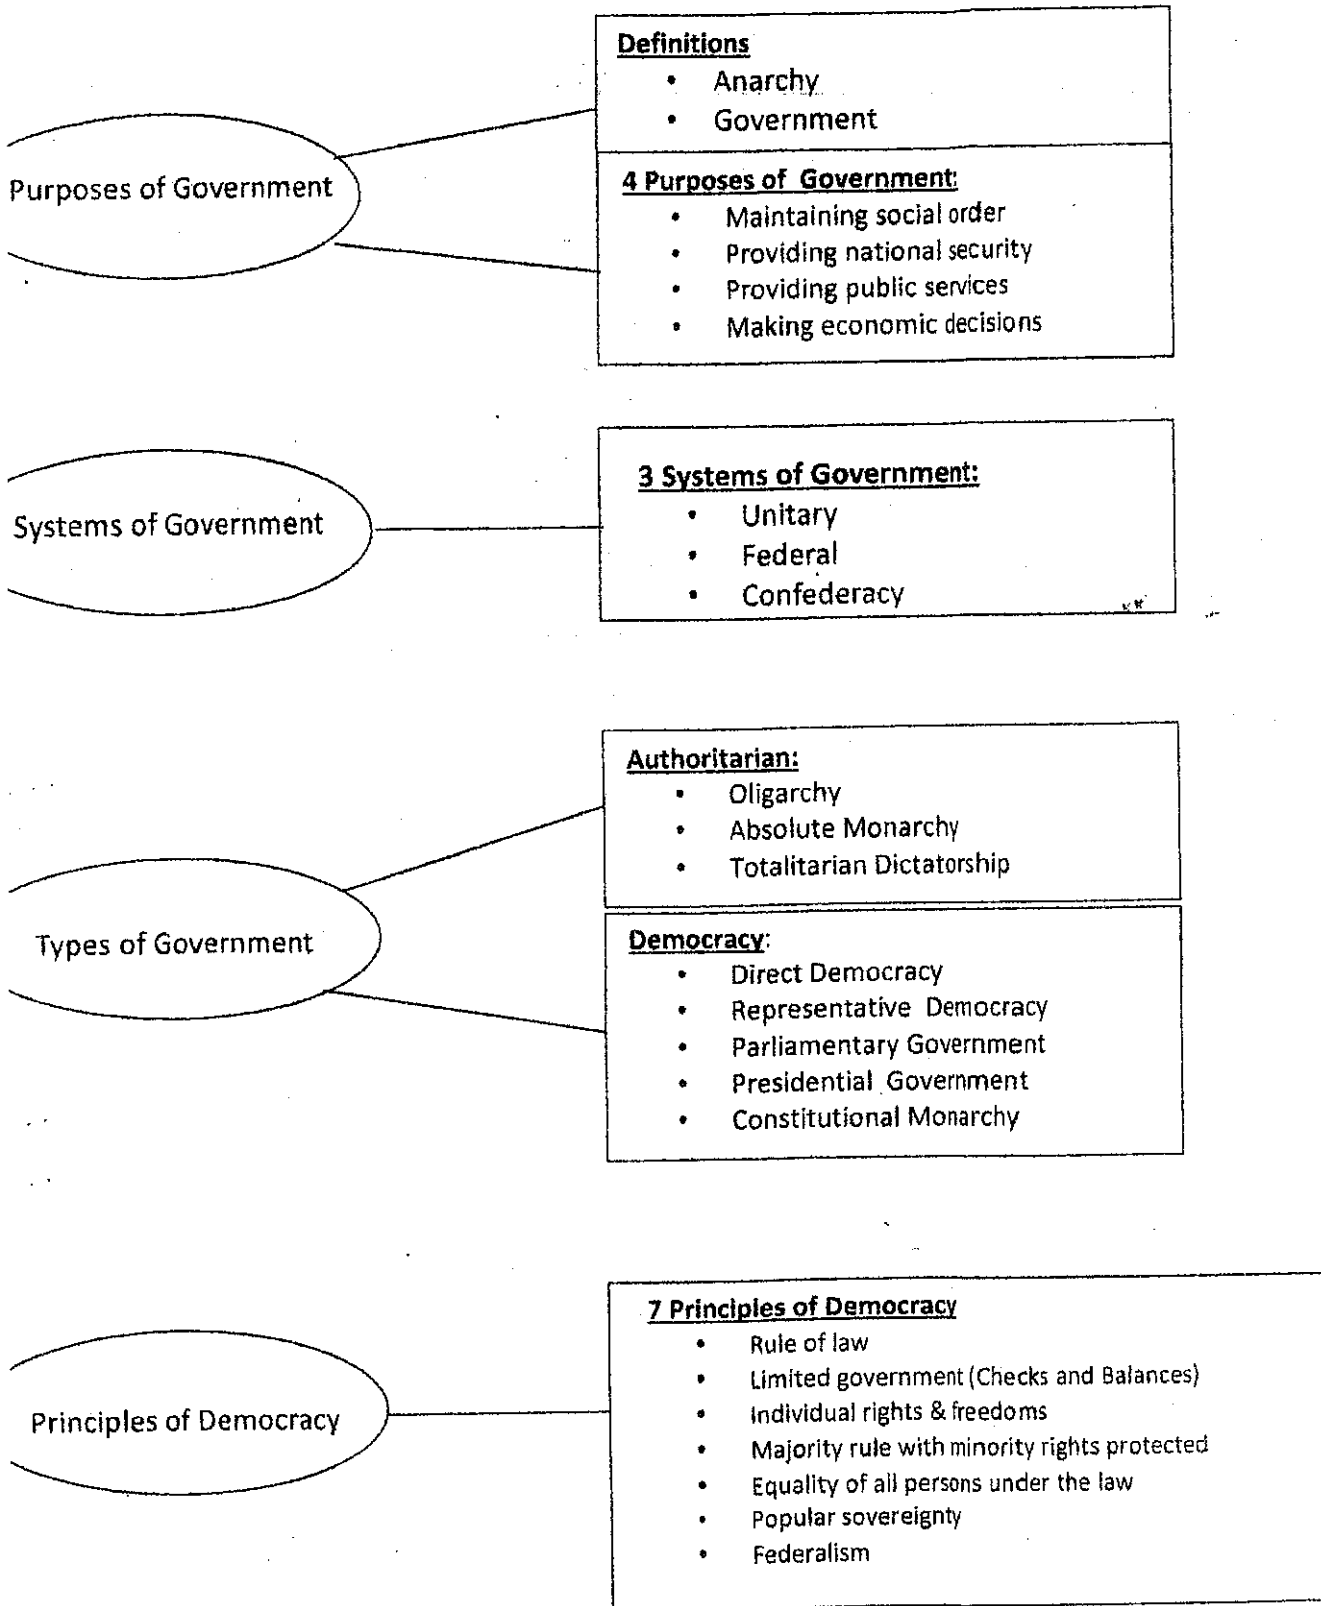 Purposes of Government
Definitions
• Anarchy
• Government
4 Purposes of Government:
• Maintaining social order
• Providing national security
• Providing public services
• Making economic decisions
Systems of Government
3 Systems of Government:
• Unitary
• Federal
• Confederacy
Types of Government
Authoritarian:
• Oligarchy
• Absolute Monarchy
• Totalitarian Dictatorship
Democracy:
• Direct Democracy
• Representative Democracy
• Parliamentary Government
• Presidential Government
• Constitutional Monarchy
Principles of Democracy
7 Principles of Democracy
• Rule of law
• Limited government (Checks and Balances)
• Individual rights & freedoms
• Majority rule with minority rights protected
• Equality of all persons under the law
• Popular sovereignty
• Federalism